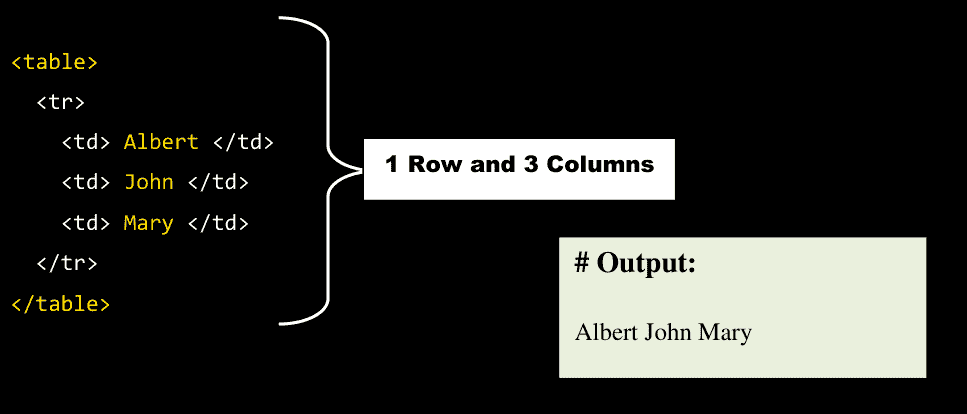 <table>
<tr>
<td> Albert </td>
<td> John </td>
<td> Mary </td>
</tr>
</table>
1 Row and 3 Columns
# Output:
Albert John Mary